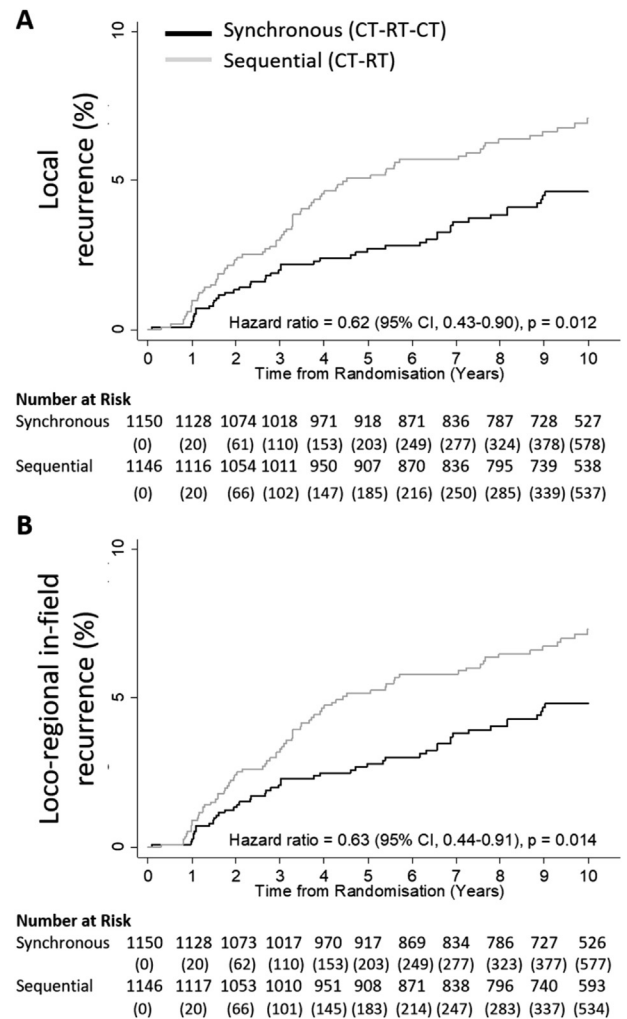 A
Synchronous (CT-RT-CT)
Sequential (CT-RT)
Local
recurrence (%)
10
5
0
Hazard ratio = 0.62 (95% CI, 0.43-0.90), p = 0.012
0 1 2 3 4 5 6 7 8 9 10
Time from Randomisation (Years)
Number at Risk
Synchronous 1150 1128 1074 1018 971 918 871 836 787 728 527
(0) (20) (61) (110) (153) (203) (249) (277) (324) (378) (578)
Sequential 1146 1116 1054 1011 950 907 870 836 795 739 538
(0) (20) (66) (102) (147) (185) (216) (250) (285) (339) (537)
B
Loco-regional in-field
recurrence (%)
10
5
0
Hazard ratio = 0.63 (95% CI, 0.44-0.91), p = 0.014
0 1 2 3 4 5 6 7 8 9 10
Time from Randomisation (Years)
Number at Risk
Synchronous 1150 1128 1073 1017 970 917 869 834 786 727 526
(0) (20) (62) (110) (153) (203) (249) (277) (323) (377) (577)
Sequential 1146 1117 1053 1010 951 908 871 838 796 740 593
(0) (20) (66) (101) (145) (183) (214) (247) (283) (337) (534)